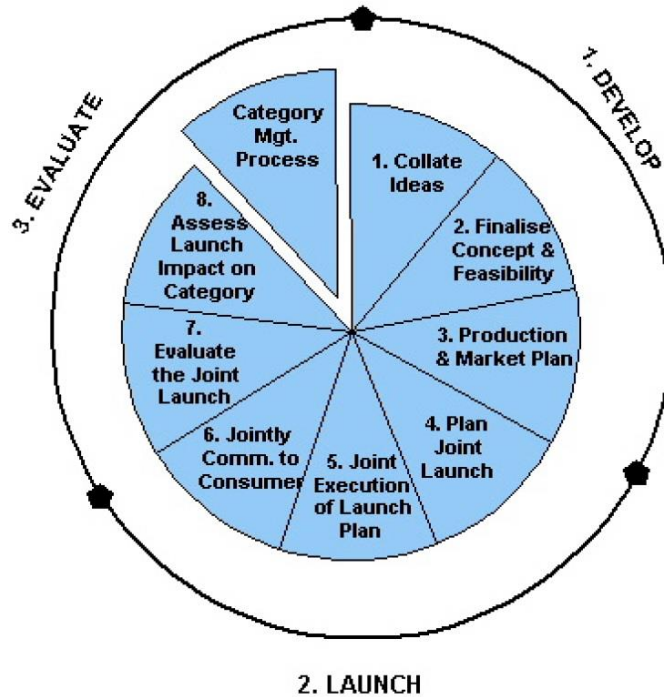 1. DEVELOP
Category
Mgt.
Process
1. Collate
Ideas
2. Finalise
Concept &
Feasibility
3. Production
& Market Plan
4. Plan
Joint
Launch
5. Joint
Execution
of Launch
Plan
6. Jointly
Comm. to
Consumer
7.
Evaluate
the Joint
Launch
8.
Assess
Launch
Impact on
Category
3. EVALUATE
2. LAUNCH